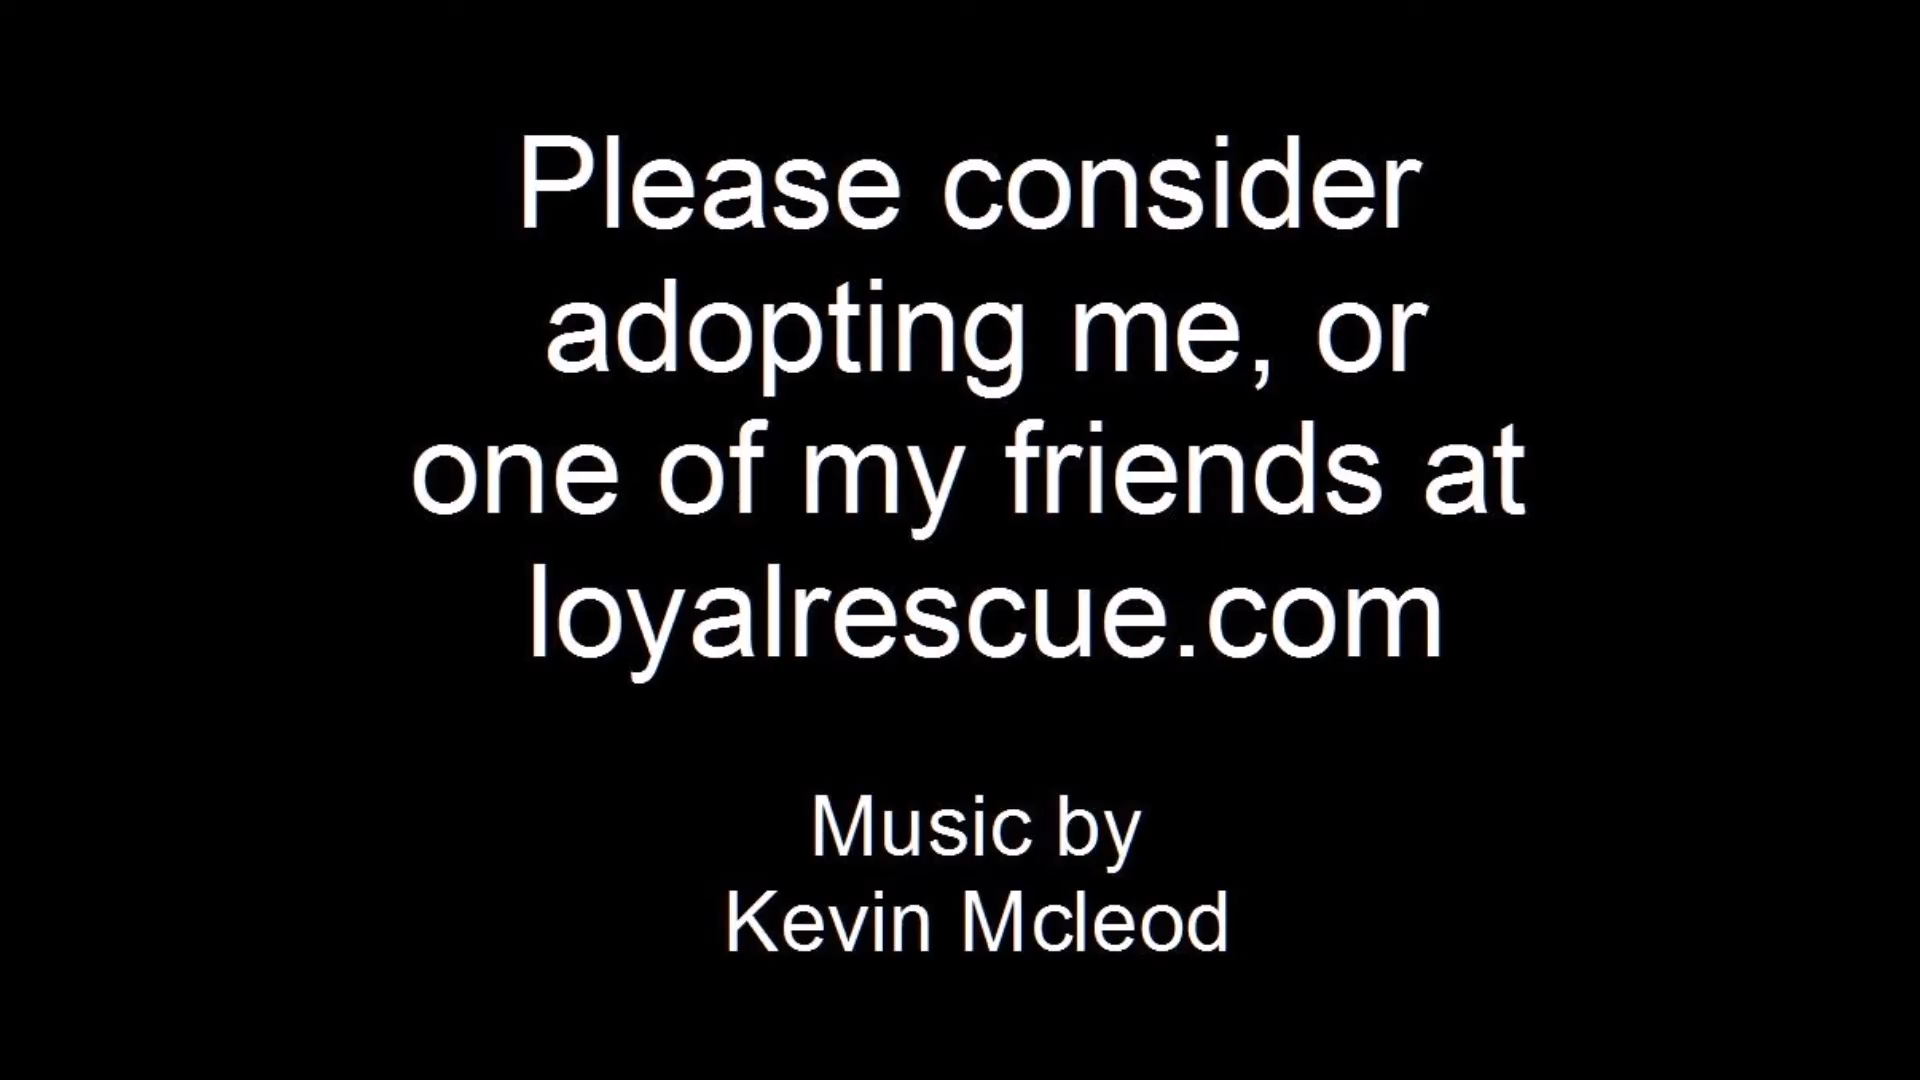 Please consider
adopting me, or
one of my friends at
loyalrescue.com
Music by
Kevin Mcleod